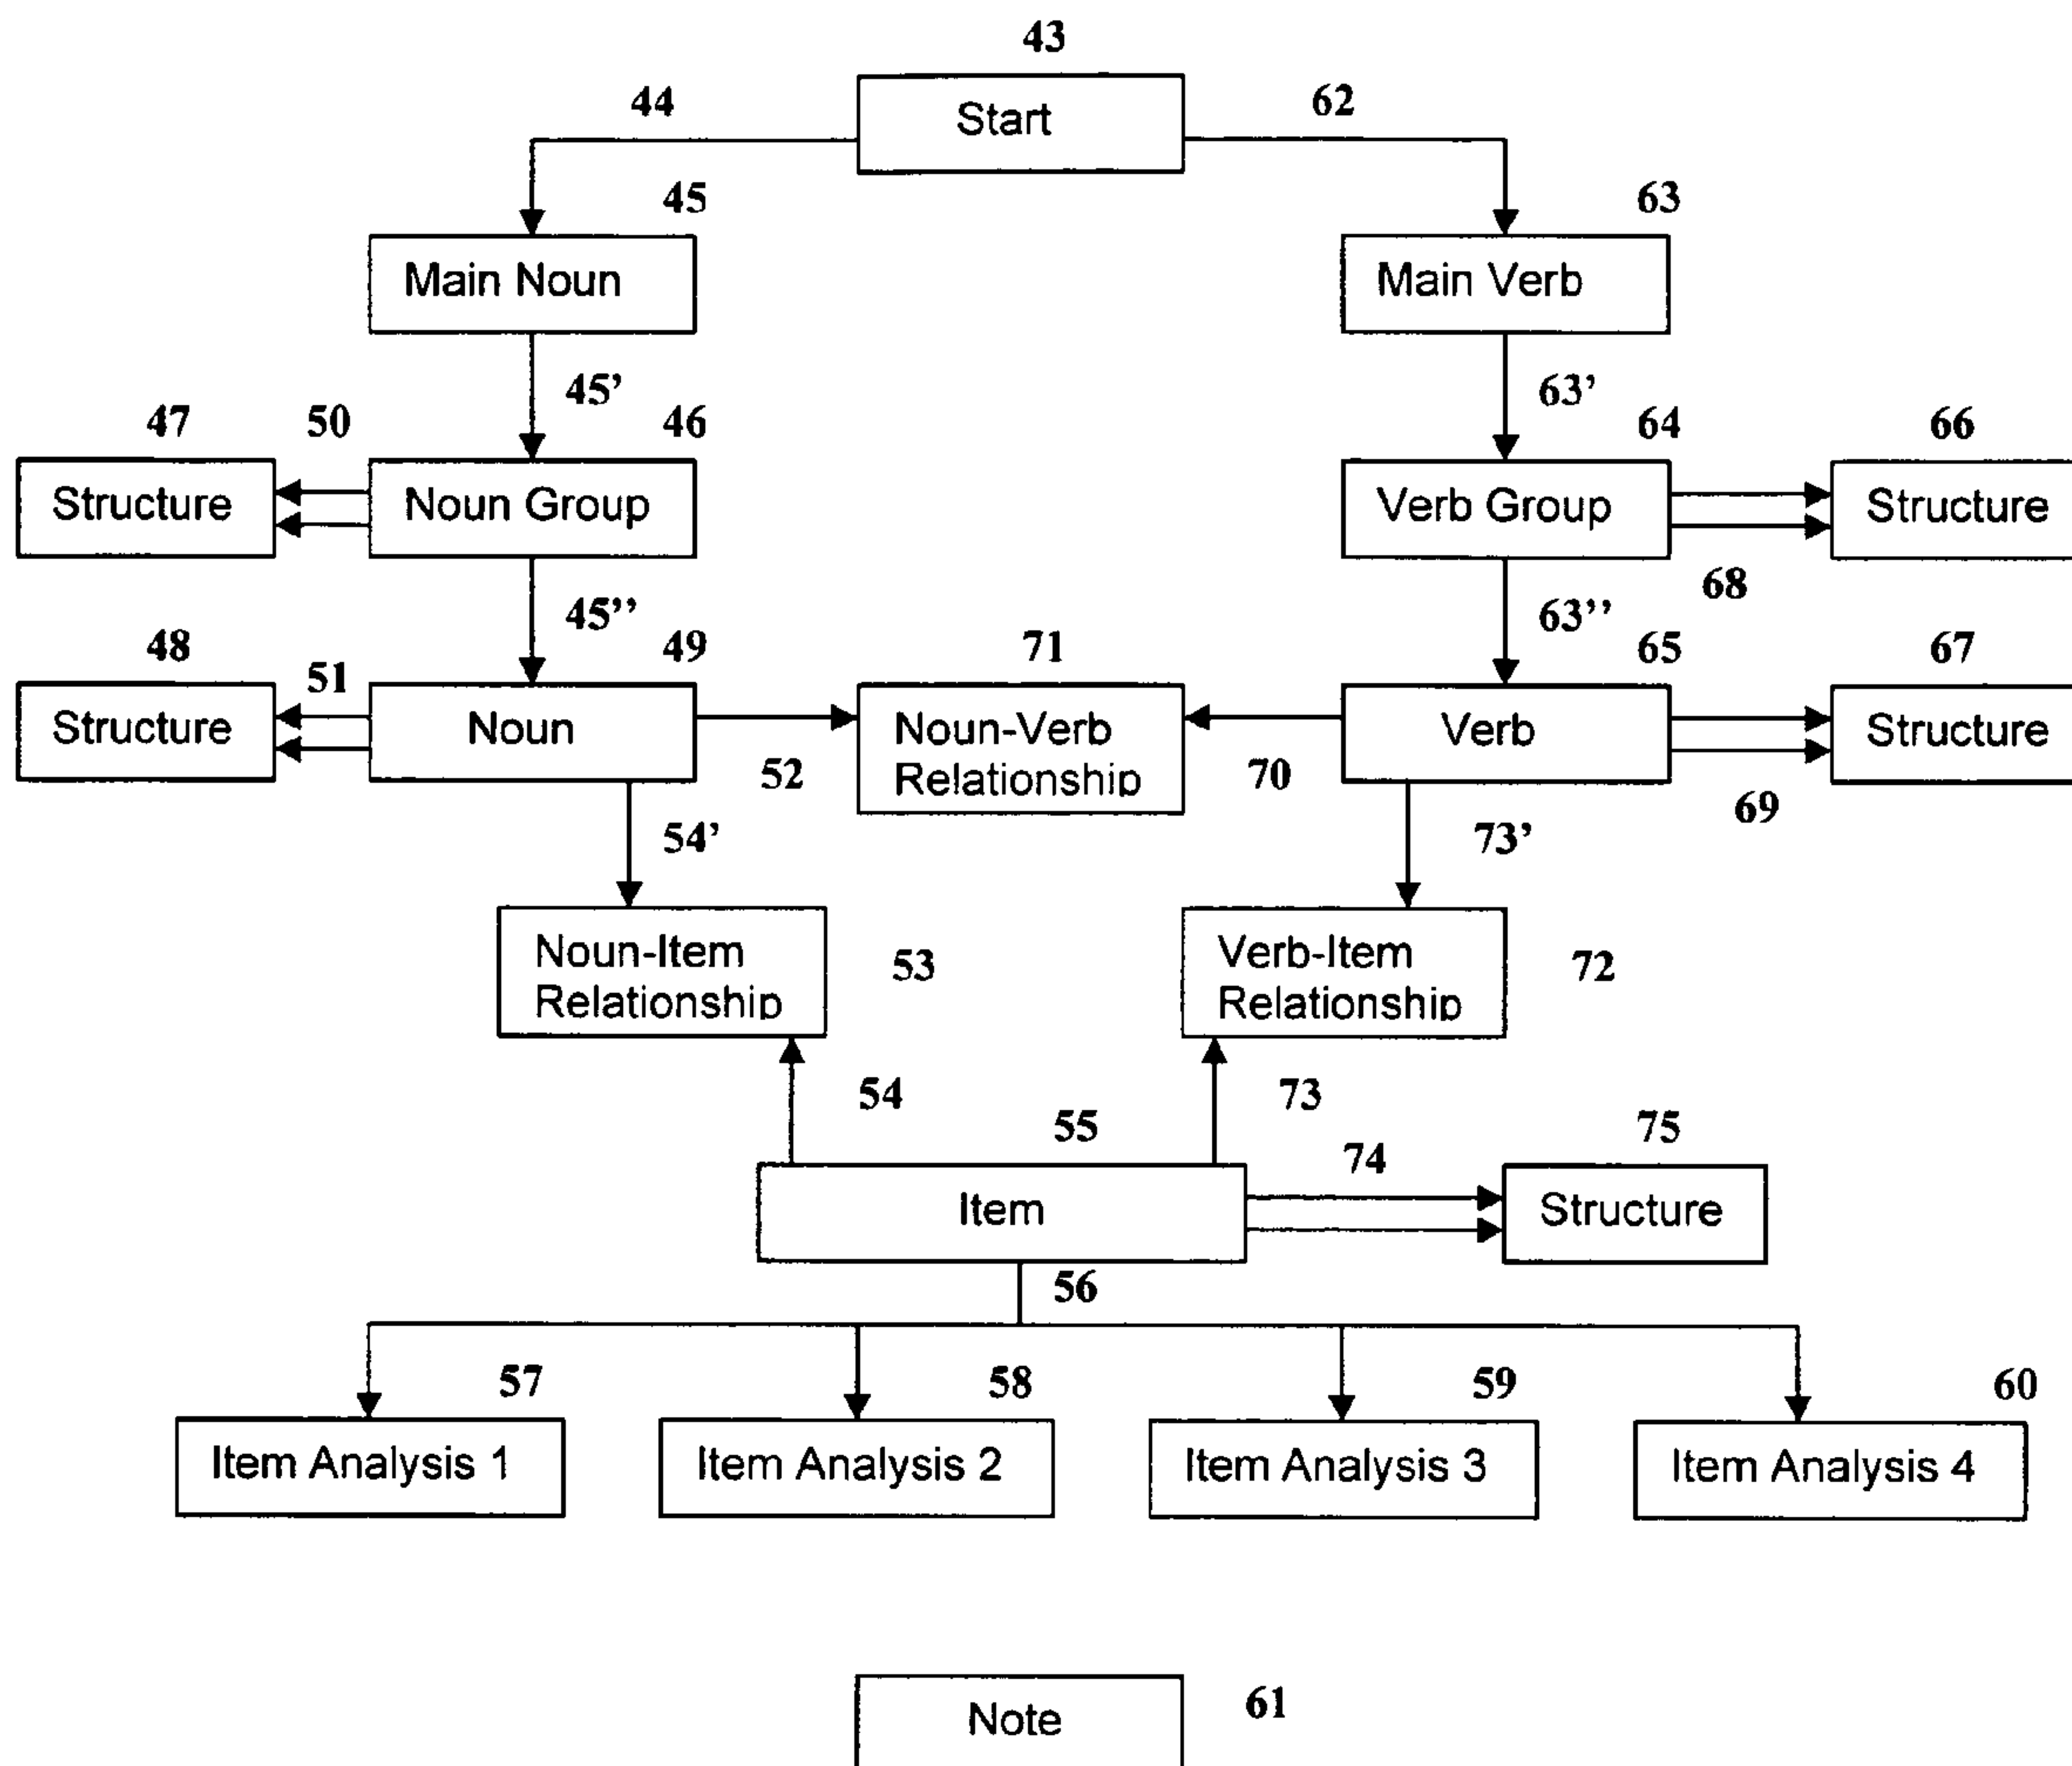 43
44
Start
62
45
63
Main Noun
Main Verb
45’
63’
47
50
46
64
66
Structure
Noun Group
Verb Group
Structure
68
45’’
63’’
48
51
49
71
65
67
Structure
Noun
Noun-Verb
Relationship
Verb
Structure
52
70
69
54’
73’
Noun-Item
Relationship
53
Verb-Item
Relationship
72
54
73
55
74
75
Item
Structure
56
57
58
59
60
Item Analysis 1
Item Analysis 2
Item Analysis 3
Item Analysis 4
Note
61